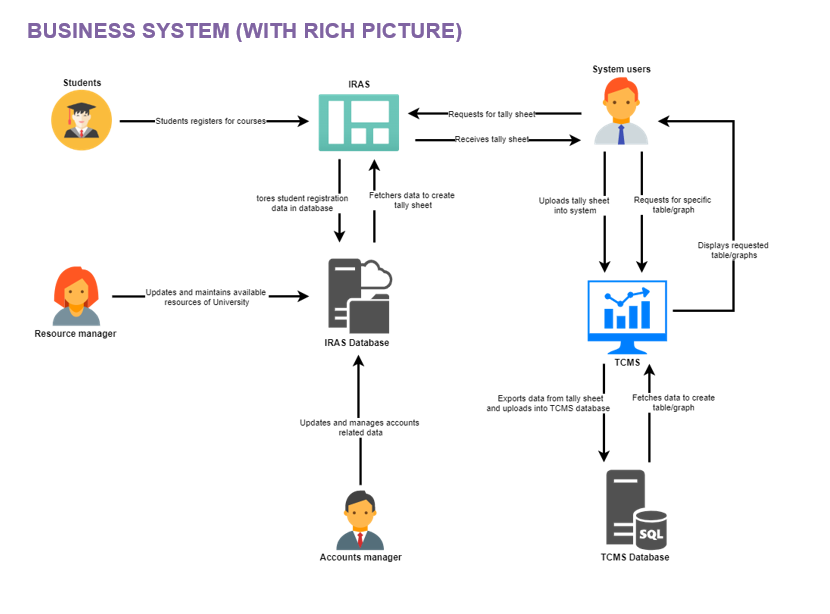 BUSINESS SYSTEM (WITH RICH PICTURE)
Students
IRAS
System users
Students registers for courses
Requests for tally sheet
Receives tally sheet
tores student registration
data in database
Fetchers data to create
tally sheet
Uploads tally sheet
into system
Requests for specific
table/graph
Displays requested
table/graphs
Updates and maintains available
resources of University
Resource manager
IRAS Database
TCMS
Exports data from tally sheet
and uploads into TCMS database
Fetches data to create
table/graph
Updates and manages accounts
related data
SQL
Accounts manager
TCMS Database